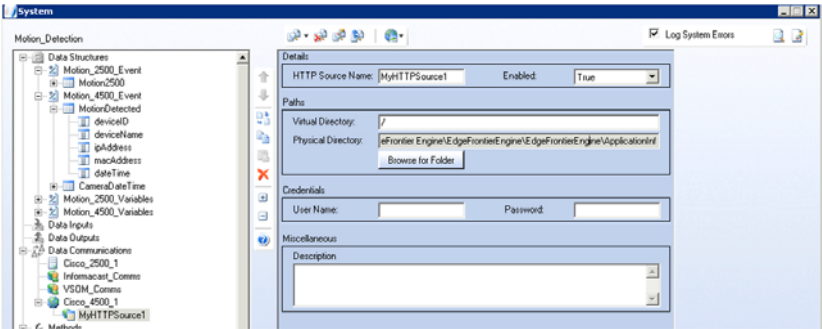 System
Motion_Detection
Log System Errors
Data Structures
Motion_2500_Event
Motion2500
Motion_4500_Event
MotionDetected
deviceID
deviceName
ipAddress
macAddress
dateTime
CameraDateTime
Motion_2500_Variables
Motion_4500_Variables
Data Inputs
Data Outputs
Data Communications
Cisco_2500_1
Informacast_Comms
VSOM_Comms
Cisco_4500_1
MyHTTPSource1
Methods
Details
HTTP Source Name: MyHTTPSource1 Enabled: True
Paths
Virtual Directory: /
Physical Directory: eFrontier Engine\EdgeFrontierEngine\EdgeFrontierEngine\ApplicationInf
Browse for Folder
Credentials
User Name: Password:
Miscellaneous
Description